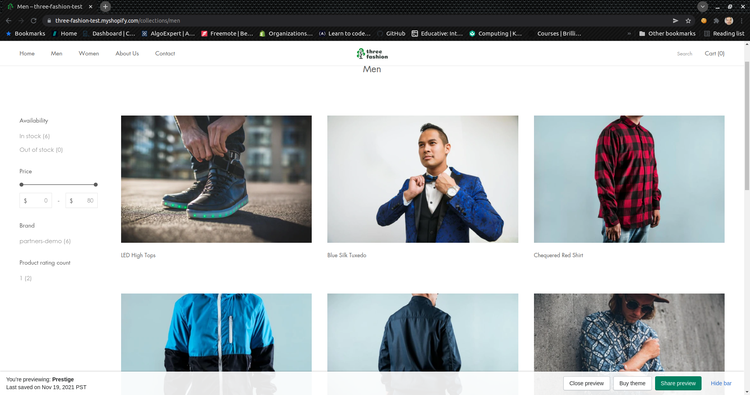 Men – three-fashion-test
three-fashion-test.myshopify.com/collections/men
Bookmarks Home Dashboard | C... AlgoExpert | A... Freemote | Be... Organizations... Learn to code... GitHub Educative: Int... Computing | K... Courses | Brilli... » Other bookmarks Reading list
Home Men Women About Us Contact
three
fashion
Search Cart (0)
Men
Availability
In stock (6)
Out of stock (0)
Price
$ 0 - $ 80
Brand
partners-demo (6)
Product rating count
1 (2)
LED High Tops
Blue Silk Tuxedo
Chequered Red Shirt
You're previewing: Prestige
Last saved on Nov 19, 2021 PST
Close preview Buy theme Share preview Hide bar